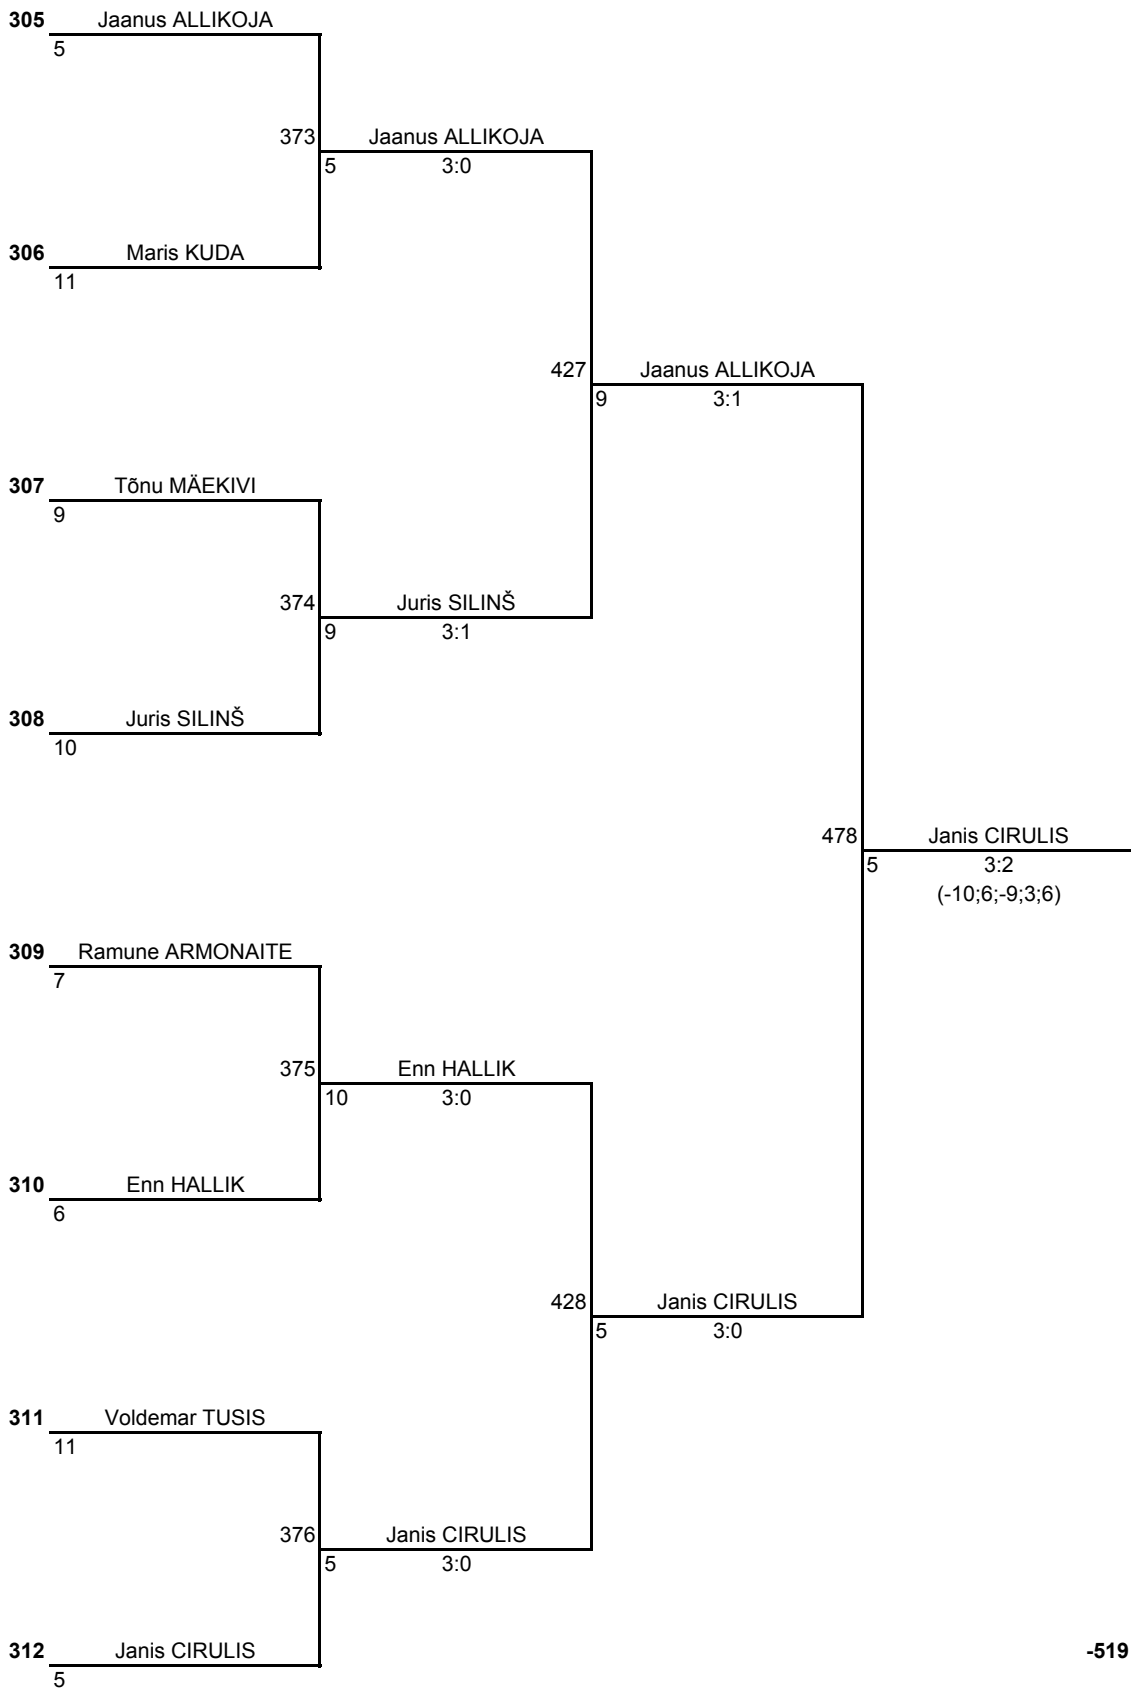 305 Jaanus ALLIKOJA
5
373 Jaanus ALLIKOJA
5 3:0
306 Maris KUDA
11
427 Jaanus ALLIKOJA
9 3:1
307 Tõnu MÄEKIVI
9
374 Juris SILINŠ
9 3:1
308 Juris SILINŠ
10
478 Janis CIRULIS
5 3:2
(-10;6;-9;3;6)
309 Ramune ARMONAITE
7
375 Enn HALLIK
10 3:0
310 Enn HALLIK
6
428 Janis CIRULIS
5 3:0
311 Voldemar TUSIS
11
376 Janis CIRULIS
5 3:0
312 Janis CIRULIS -519
5